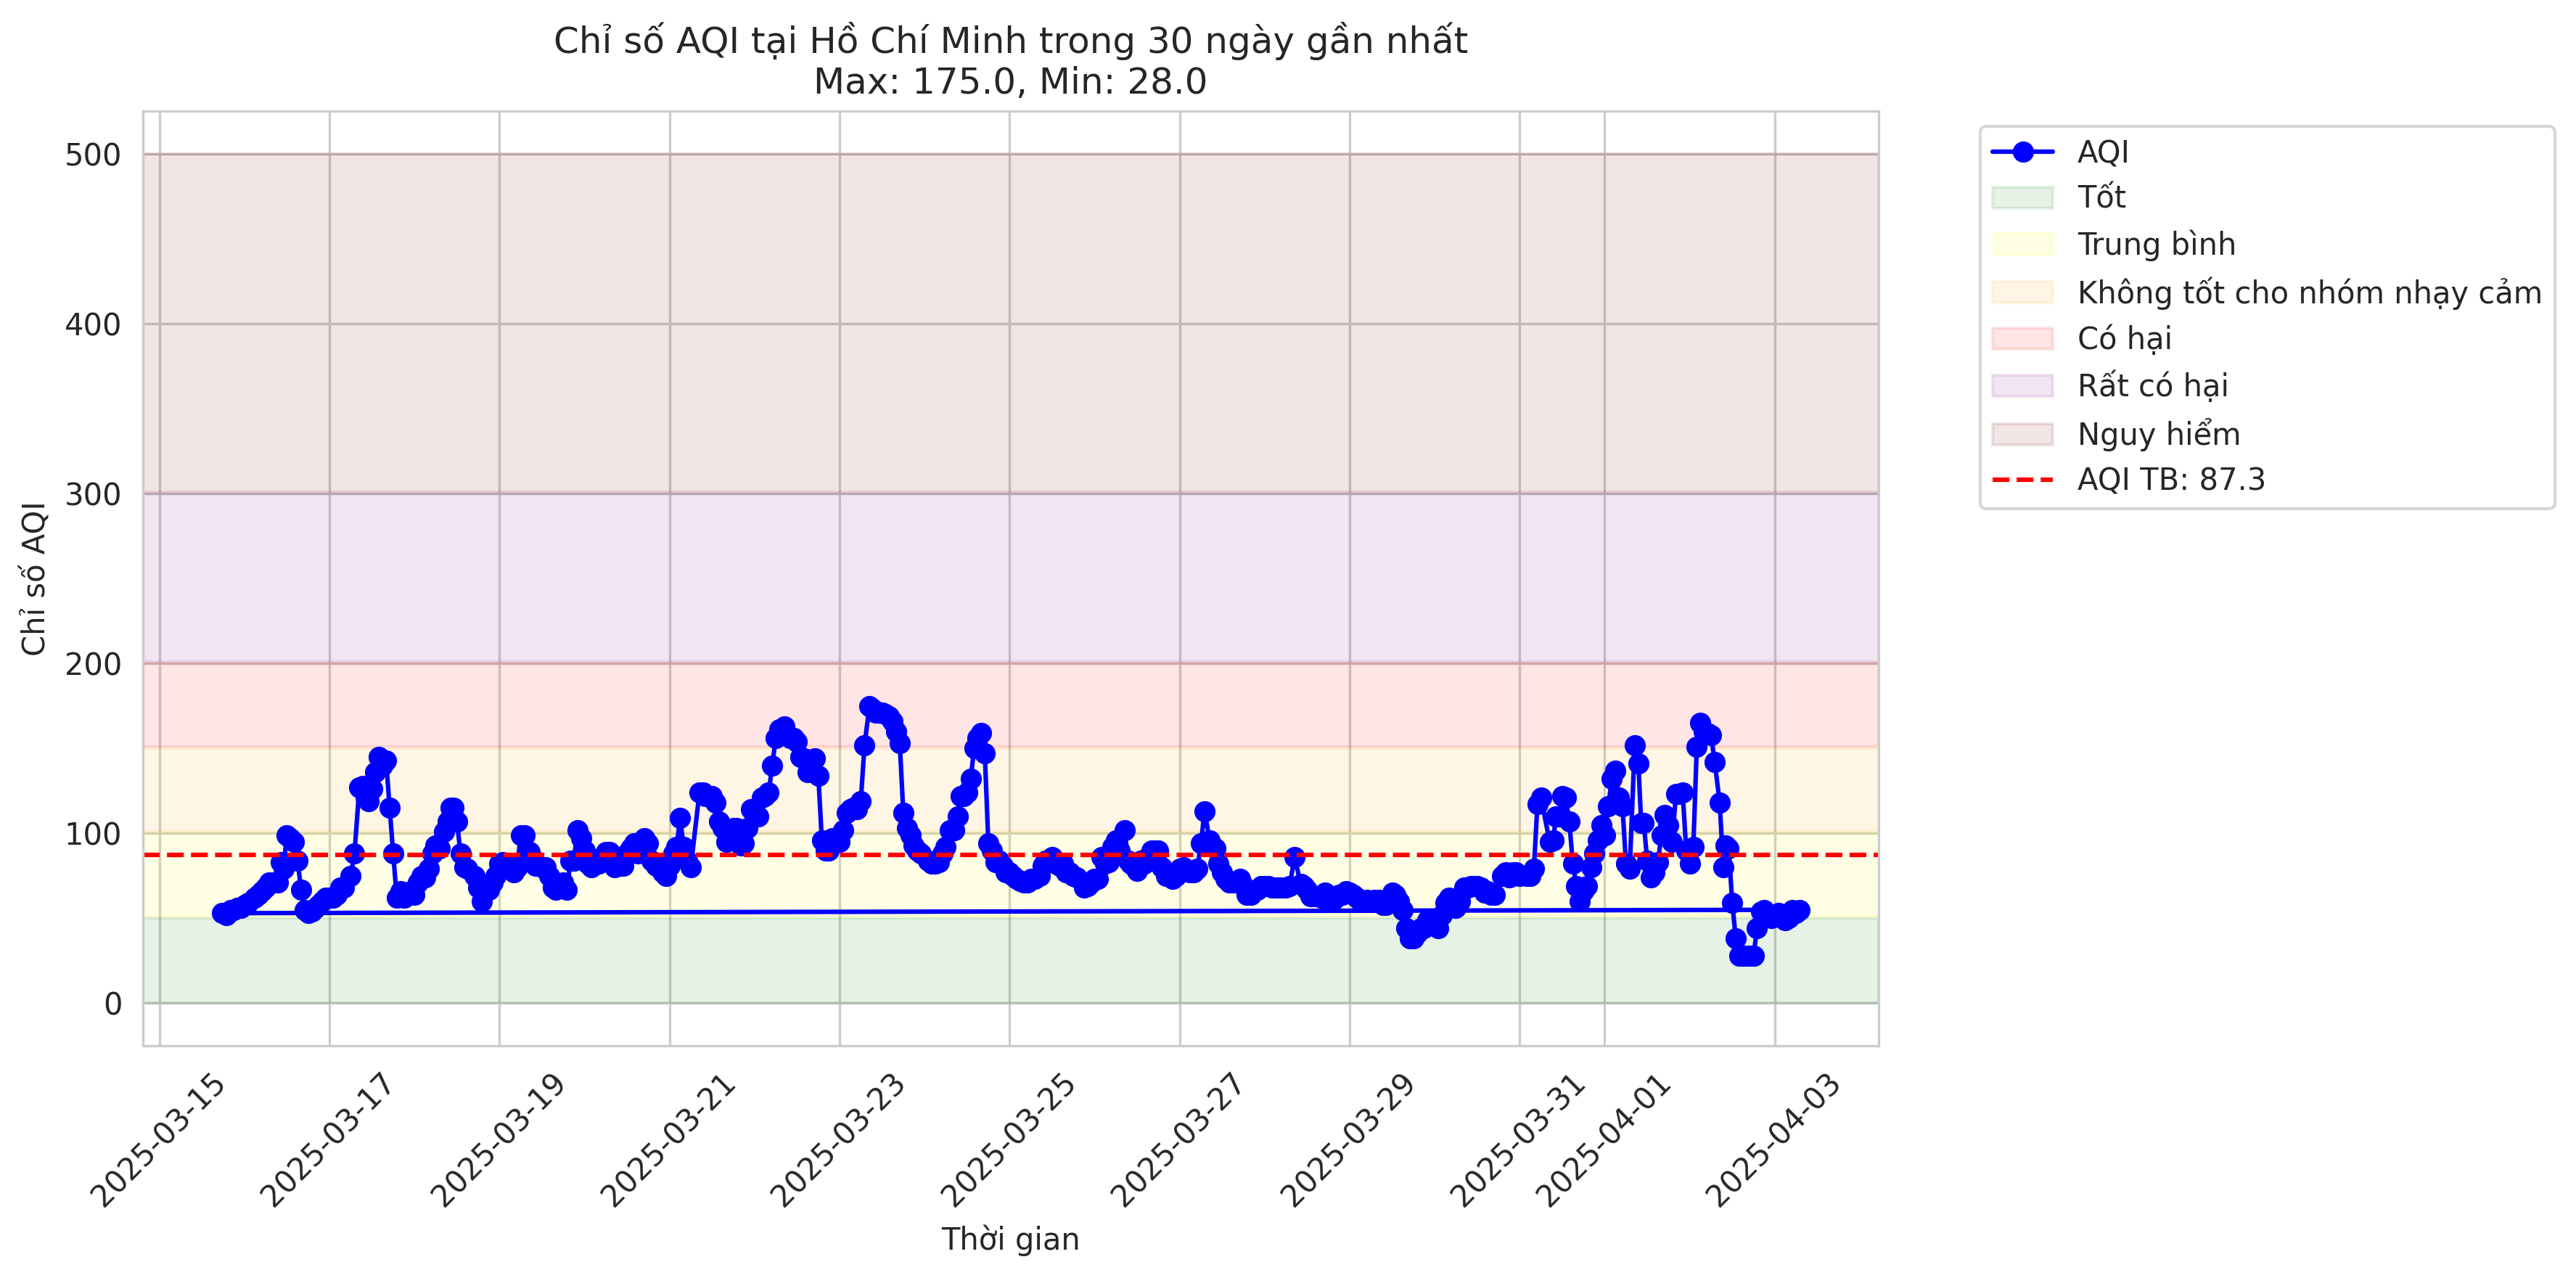 Chỉ số AQI tại Hồ Chí Minh trong 30 ngày gần nhất
Max: 175.0, Min: 28.0
Chỉ số AQI
500
400
300
200
100
0
2025-03-15
2025-03-17
2025-03-19
2025-03-21
2025-03-23
2025-03-25
2025-03-27
2025-03-29
2025-03-31
2025-04-01
2025-04-03
Thời gian
AQI
Tốt
Trung bình
Không tốt cho nhóm nhạy cảm
Có hại
Rất có hại
Nguy hiểm
AQI TB: 87.3